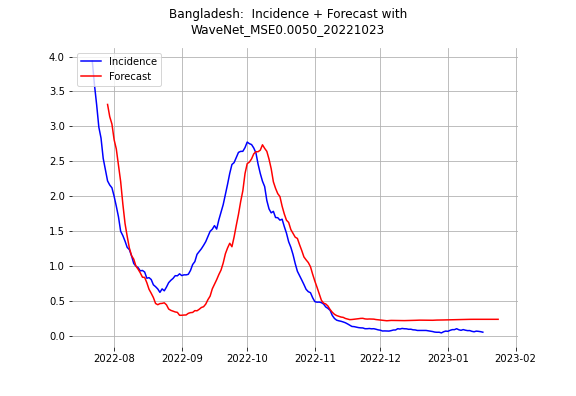 Bangladesh:  Incidence + Forecast with
WaveNet_MSE0.0050_20221023
Incidence
Forecast
4.0
3.5
3.0
2.5
2.0
1.5
1.0
0.5
0.0
2022-08 2022-09 2022-10 2022-11 2022-12 2023-01 2023-02